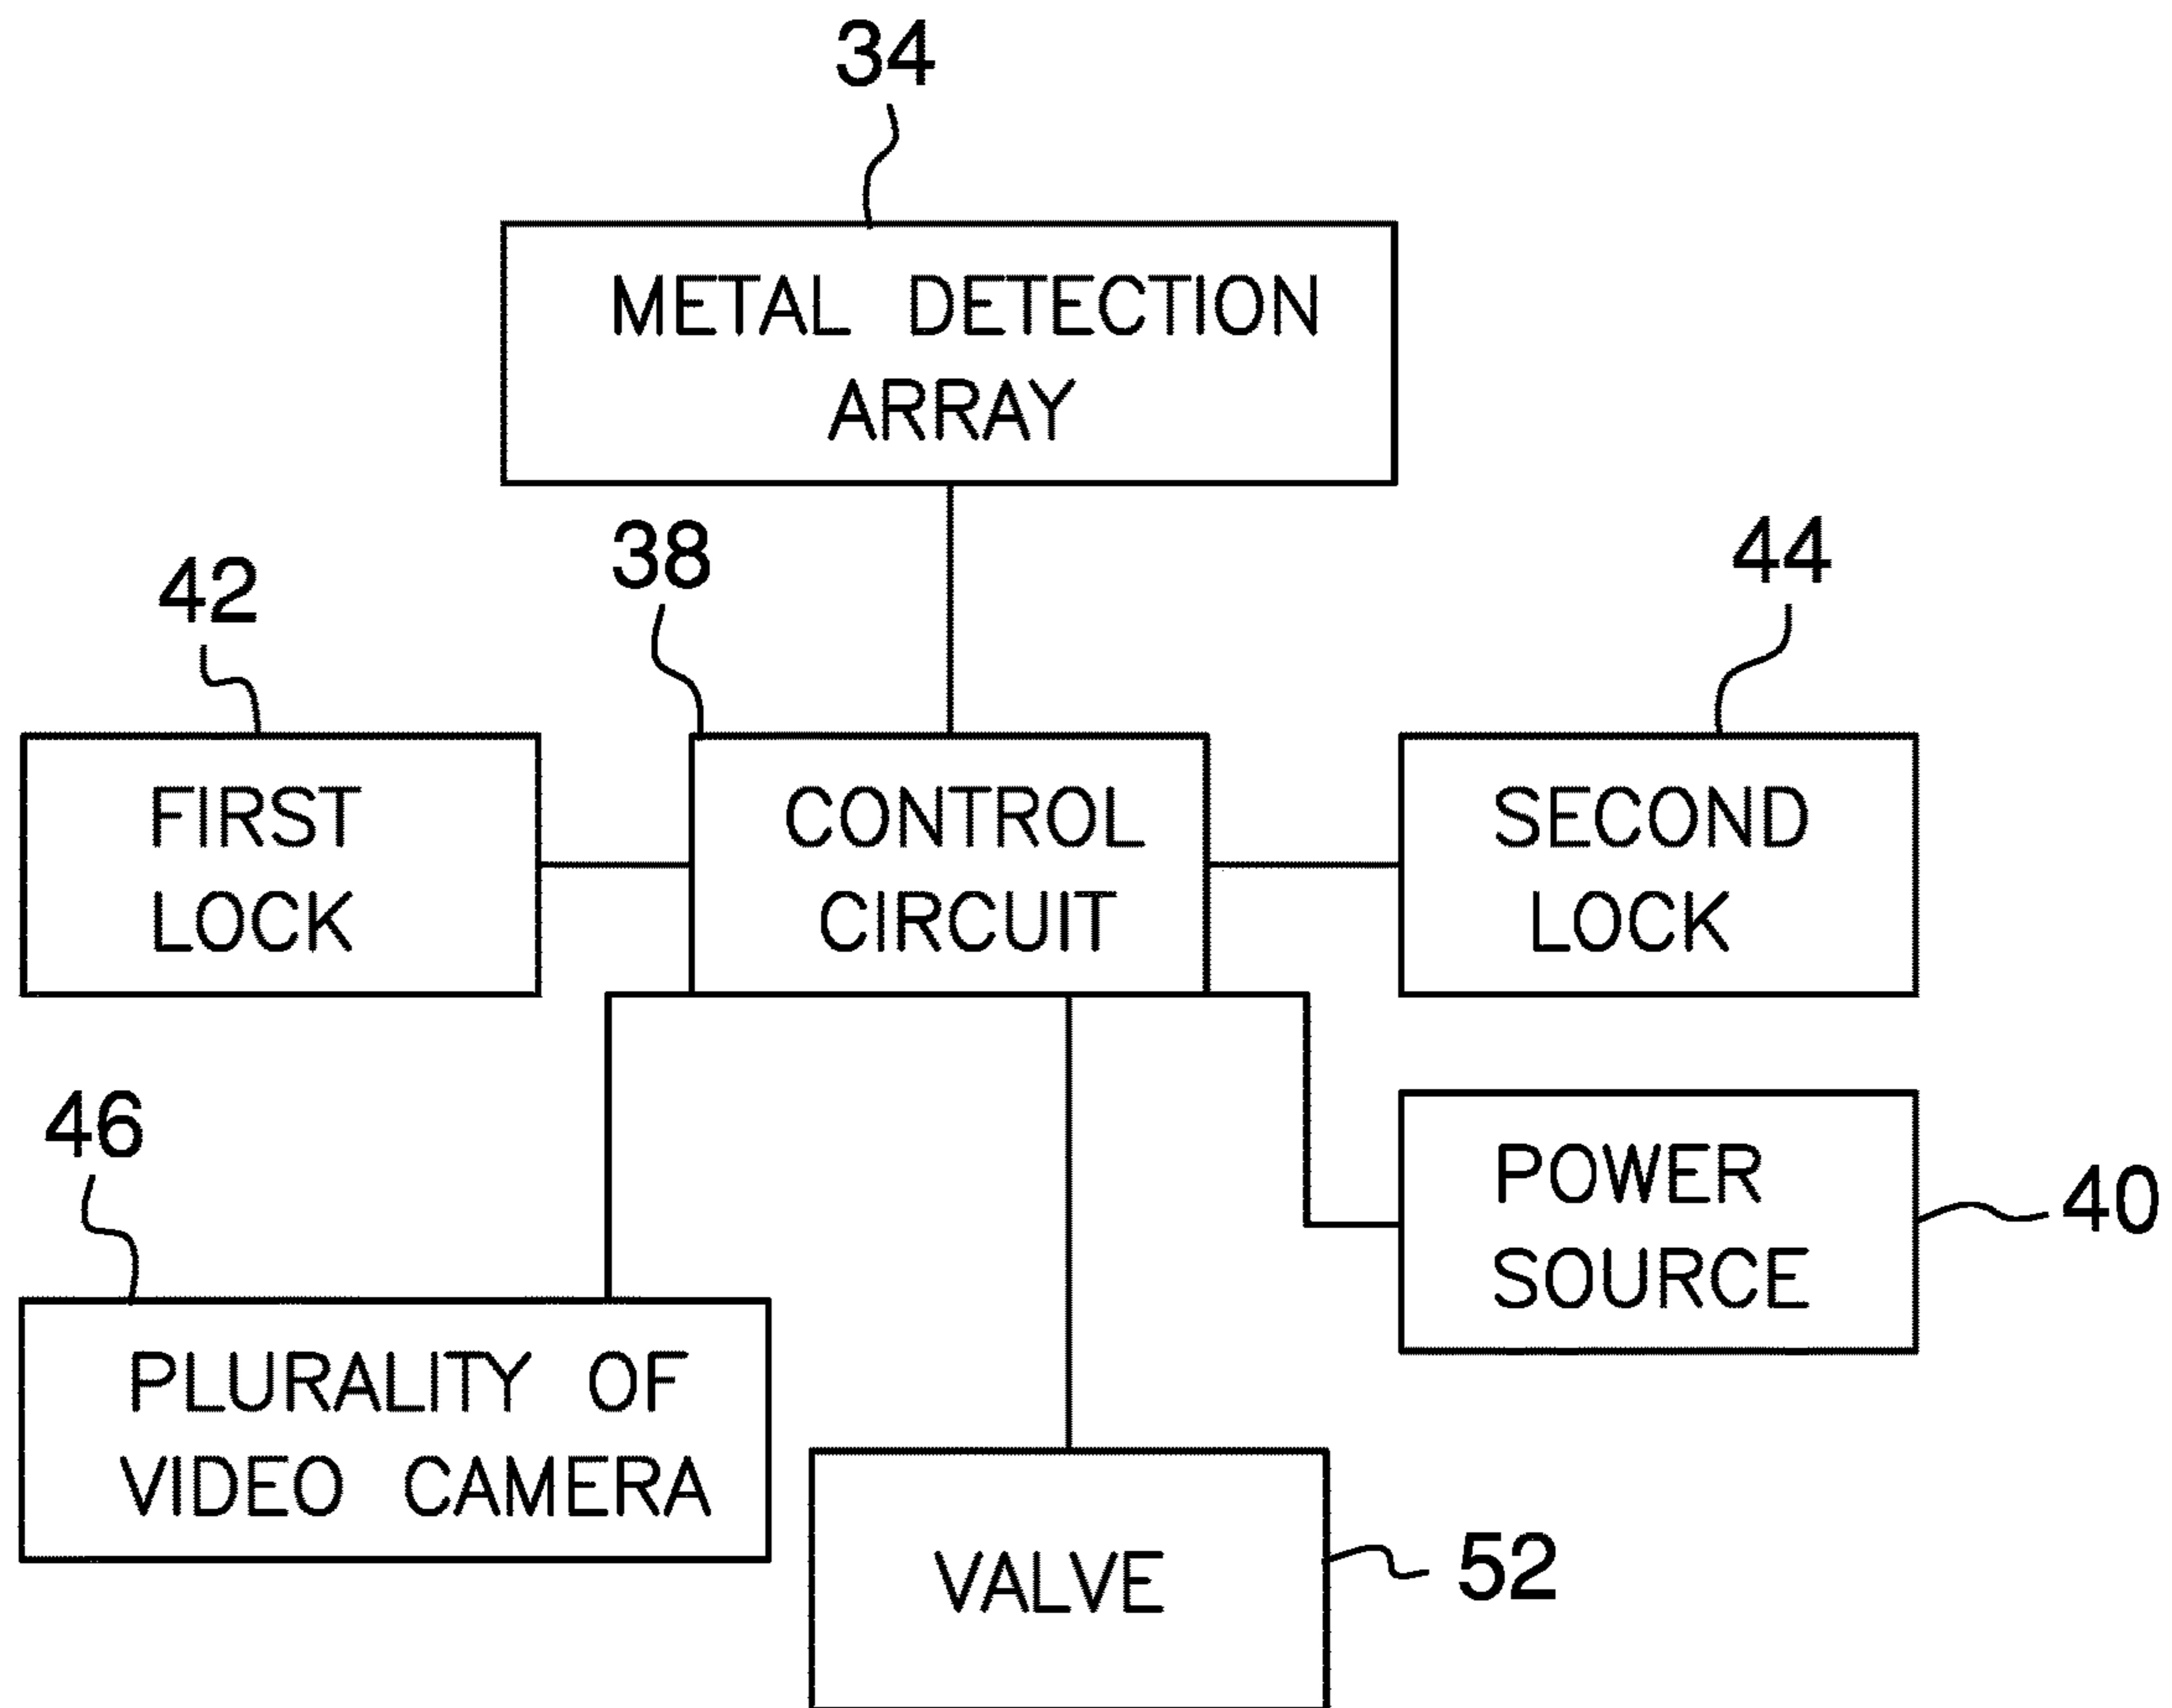 34
METAL DETECTION
ARRAY
42
38
44
FIRST
LOCK
CONTROL
CIRCUIT
SECOND
LOCK
46
POWER
SOURCE
40
PLURALITY OF
VIDEO CAMERA
VALVE
52